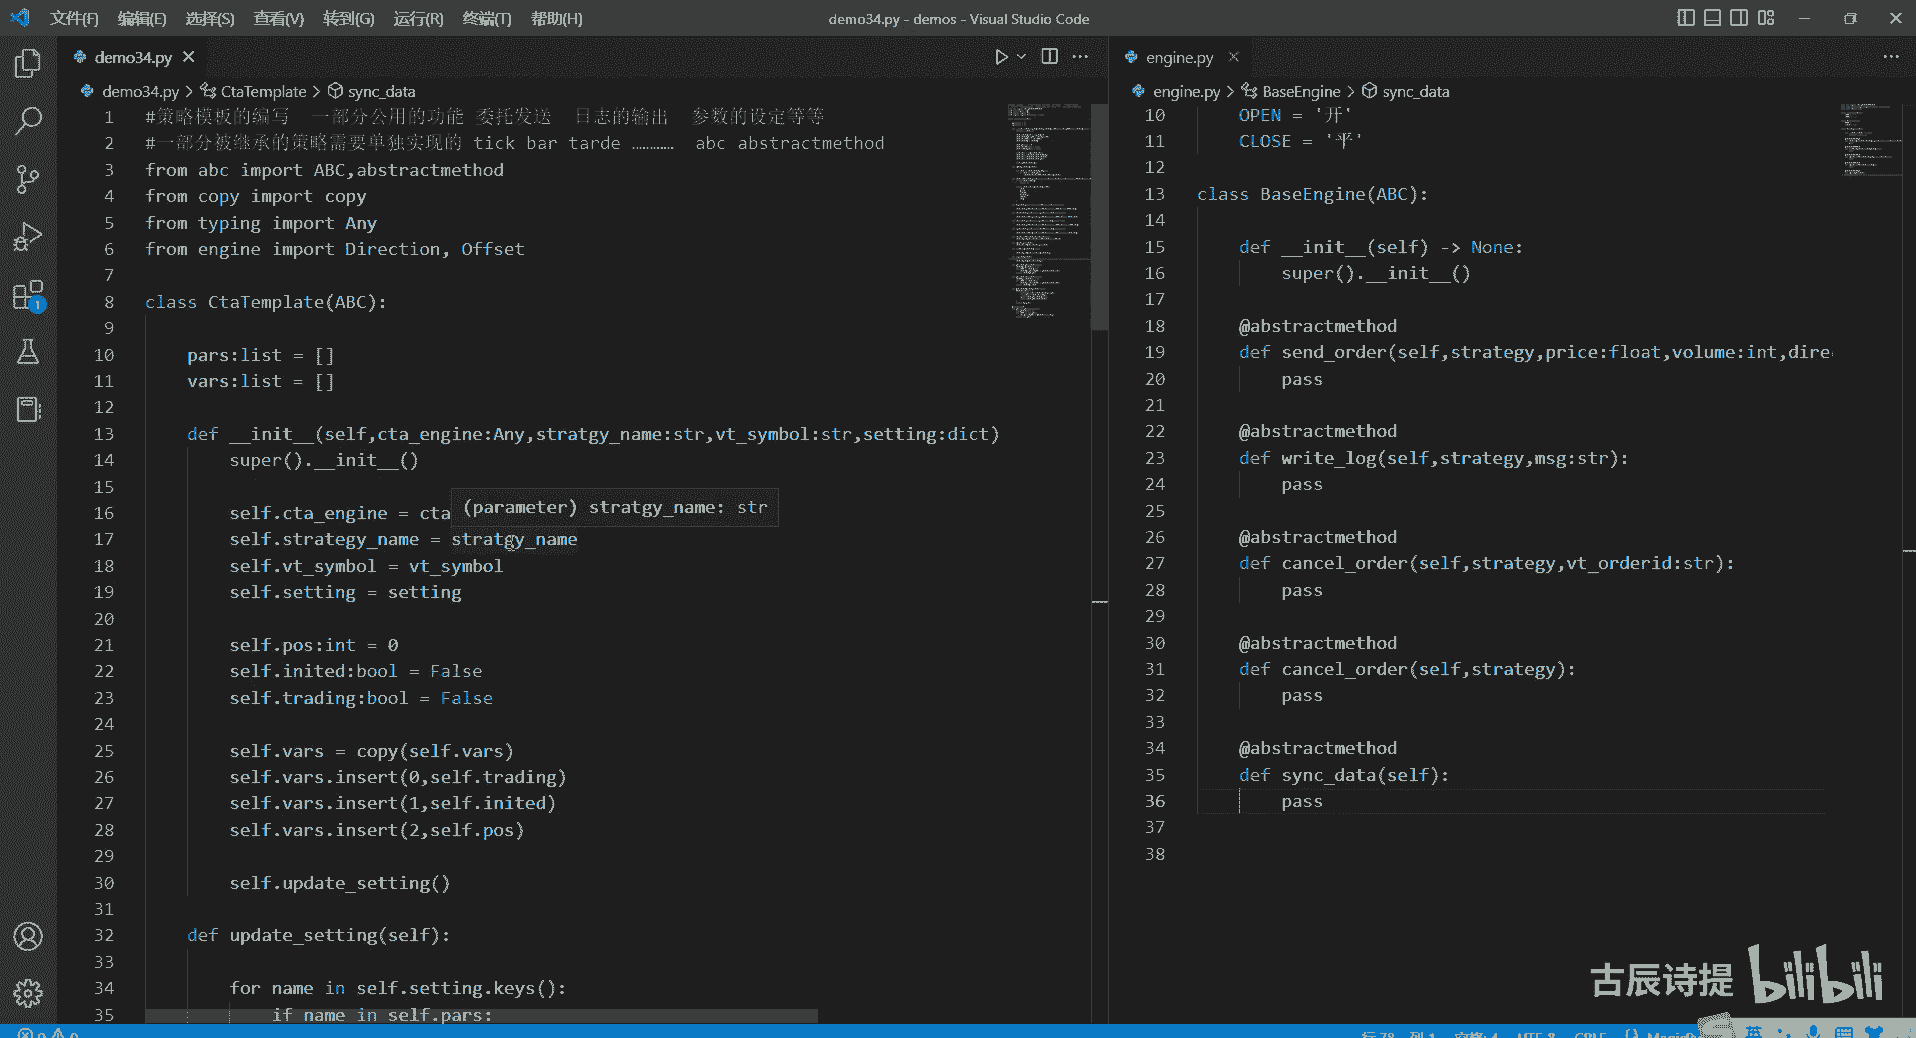 文件(F) 编辑(E) 选择(S) 查看(V) 转到(G) 运行(R) 终端(T) 帮助(H)
demo34.py - demos - Visual Studio Code
demo34.py
demo34.py > CtaTemplate > sync_data
1 #策略模板的编写 一部分公用的功能 委托发送 日志的输出 参数的设定等等
2 #一部分被继承的策略需要单独实现的 tick bar tarde ………… abc abstractmethod
3 from abc import ABC,abstractmethod
4 from copy import copy
5 from typing import Any
6 from engine import Direction, Offset
7
8 class CtaTemplate(ABC):
9
10 pars:list = []
11 vars:list = []
12
13 def __init__(self,cta_engine:Any,stratgy_name:str,vt_symbol:str,setting:dict)
14 super().__init__()
15
16 self.cta_engine = cta
(parameter) stratgy_name: str
17 self.strategy_name = stratgy_name
18 self.vt_symbol = vt_symbol
19 self.setting = setting
20
21 self.pos:int = 0
22 self.inited:bool = False
23 self.trading:bool = False
24
25 self.vars = copy(self.vars)
26 self.vars.insert(0,self.trading)
27 self.vars.insert(1,self.inited)
28 self.vars.insert(2,self.pos)
29
30 self.update_setting()
31
32 def update_setting(self):
33
34 for name in self.setting.keys():
35 if name in self.pars:
engine.py
engine.py > BaseEngine > sync_data
10 OPEN = '开'
11 CLOSE = '平'
12
13 class BaseEngine(ABC):
14
15 def __init__(self) -> None:
16 super().__init__()
17
18 @abstractmethod
19 def send_order(self,strategy,price:float,volume:int,dire
20 pass
21
22 @abstractmethod
23 def write_log(self,strategy,msg:str):
24 pass
25
26 @abstractmethod
27 def cancel_order(self,strategy,vt_orderid:str):
28 pass
29
30 @abstractmethod
31 def cancel_order(self,strategy):
32 pass
33
34 @abstractmethod
35 def sync_data(self):
36 pass
37
38
1
古辰诗提 bilibili
行 78, 列 1 空格: 4 UTF-8 CRLF 英